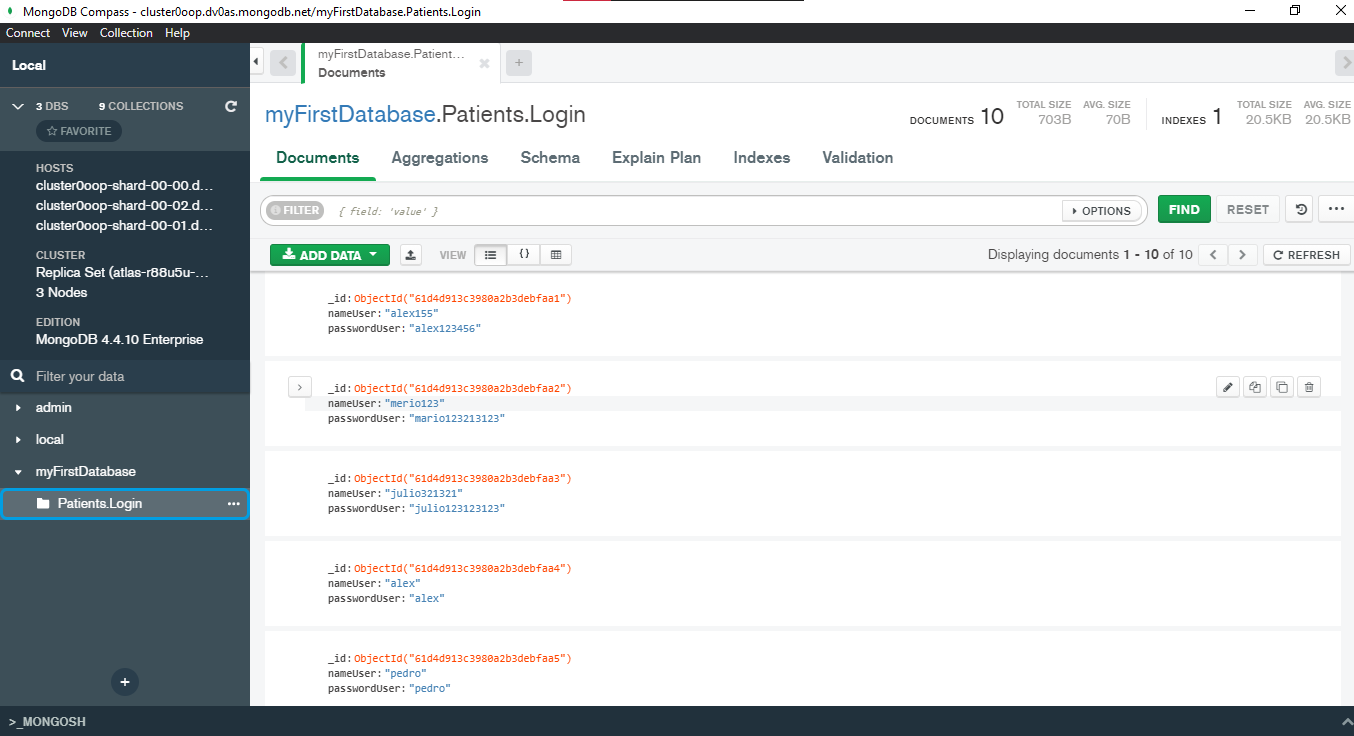 MongoDB Compass - cluster0oop.dv0as.mongodb.net/myFirstDatabase.Patients.Login
Connect View Collection Help
Local
3 DBS 9 COLLECTIONS
FAVORITE
HOSTS
cluster0oop-shard-00-00.d...
cluster0oop-shard-00-02.d...
cluster0oop-shard-00-01.d...
CLUSTER
Replica Set (atlas-r88u5u-...
3 Nodes
EDITION
MongoDB 4.4.10 Enterprise
Filter your data
admin
local
myFirstDatabase
Patients.Login
myFirstDatabase.Patient...
Documents
myFirstDatabase.Patients.Login
DOCUMENTS 10 TOTAL SIZE 703B AVG. SIZE 70B INDEXES 1 TOTAL SIZE 20.5KB AVG. SIZE 20.5KB
Documents Aggregations Schema Explain Plan Indexes Validation
FILTER { field: 'value' } OPTIONS FIND RESET
ADD DATA VIEW {} Displaying documents 1 - 10 of 10 REFRESH
_id: ObjectId("61d4d913c3980a2b3debfaa1")
nameUser: "alex155"
passwordUser: "alex123456"
_id: ObjectId("61d4d913c3980a2b3debfaa2")
nameUser: "merio123"
passwordUser: "mario123213123"
_id: ObjectId("61d4d913c3980a2b3debfaa3")
nameUser: "julio321321"
passwordUser: "julio123123123"
_id: ObjectId("61d4d913c3980a2b3debfaa4")
nameUser: "alex"
passwordUser: "alex"
_id: ObjectId("61d4d913c3980a2b3debfaa5")
nameUser: "pedro"
passwordUser: "pedro"
>_MONGOSH